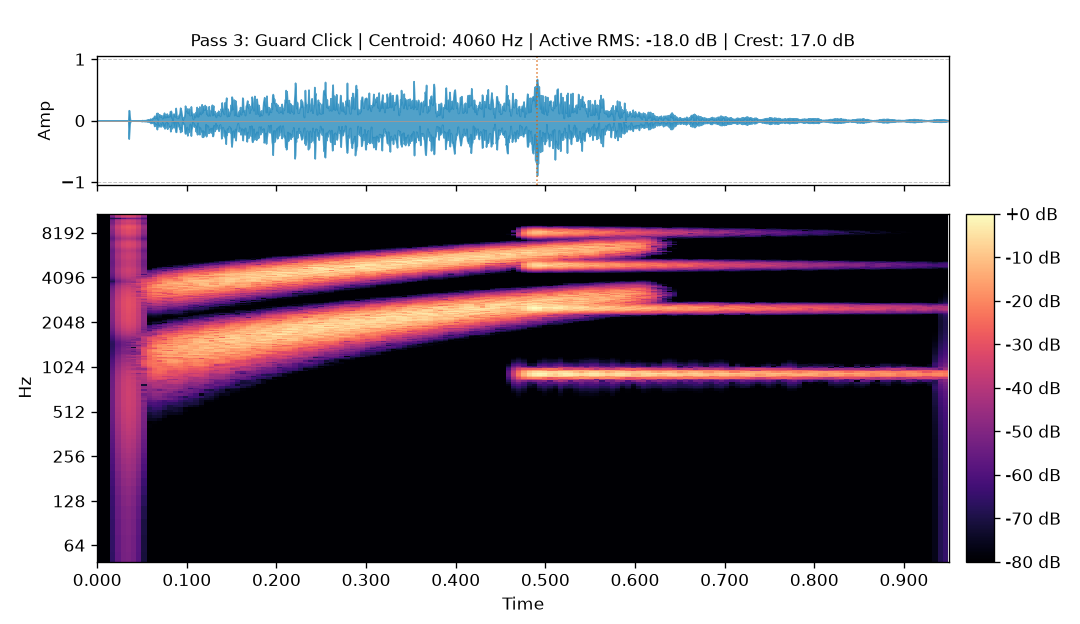 Pass 3: Guard Click | Centroid: 4060 Hz | Active RMS: -18.0 dB | Crest: 17.0 dB
1
0
−1
Amp
8192
4096
2048
1024
512
256
128
64
Hz
0.000 0.100 0.200 0.300 0.400 0.500 0.600 0.700 0.800 0.900
Time
+0 dB
-10 dB
-20 dB
-30 dB
-40 dB
-50 dB
-60 dB
-70 dB
-80 dB